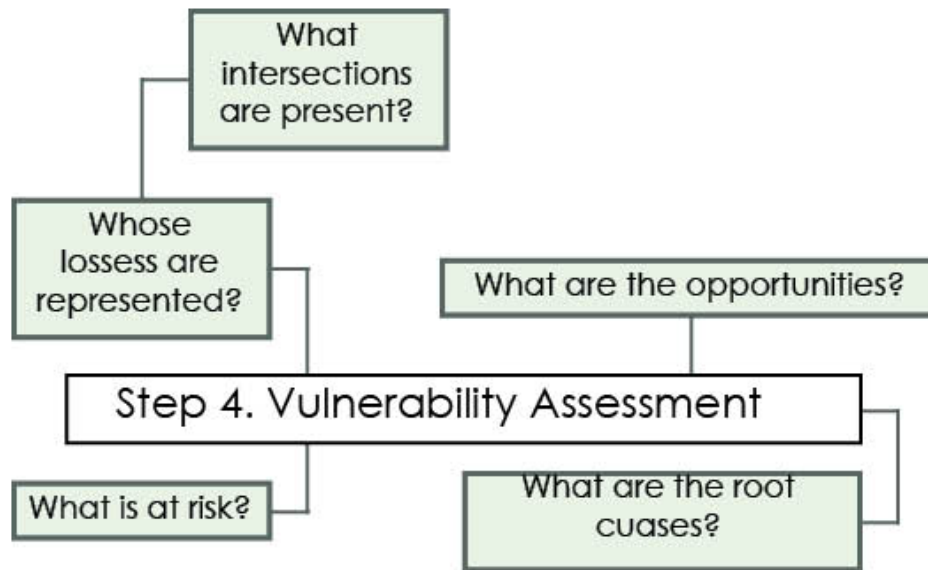 What
intersections
are present?
Whose
lossess are
represented?
What are the opportunities?
Step 4. Vulnerability Assessment
What is at risk?
What are the root
cuases?